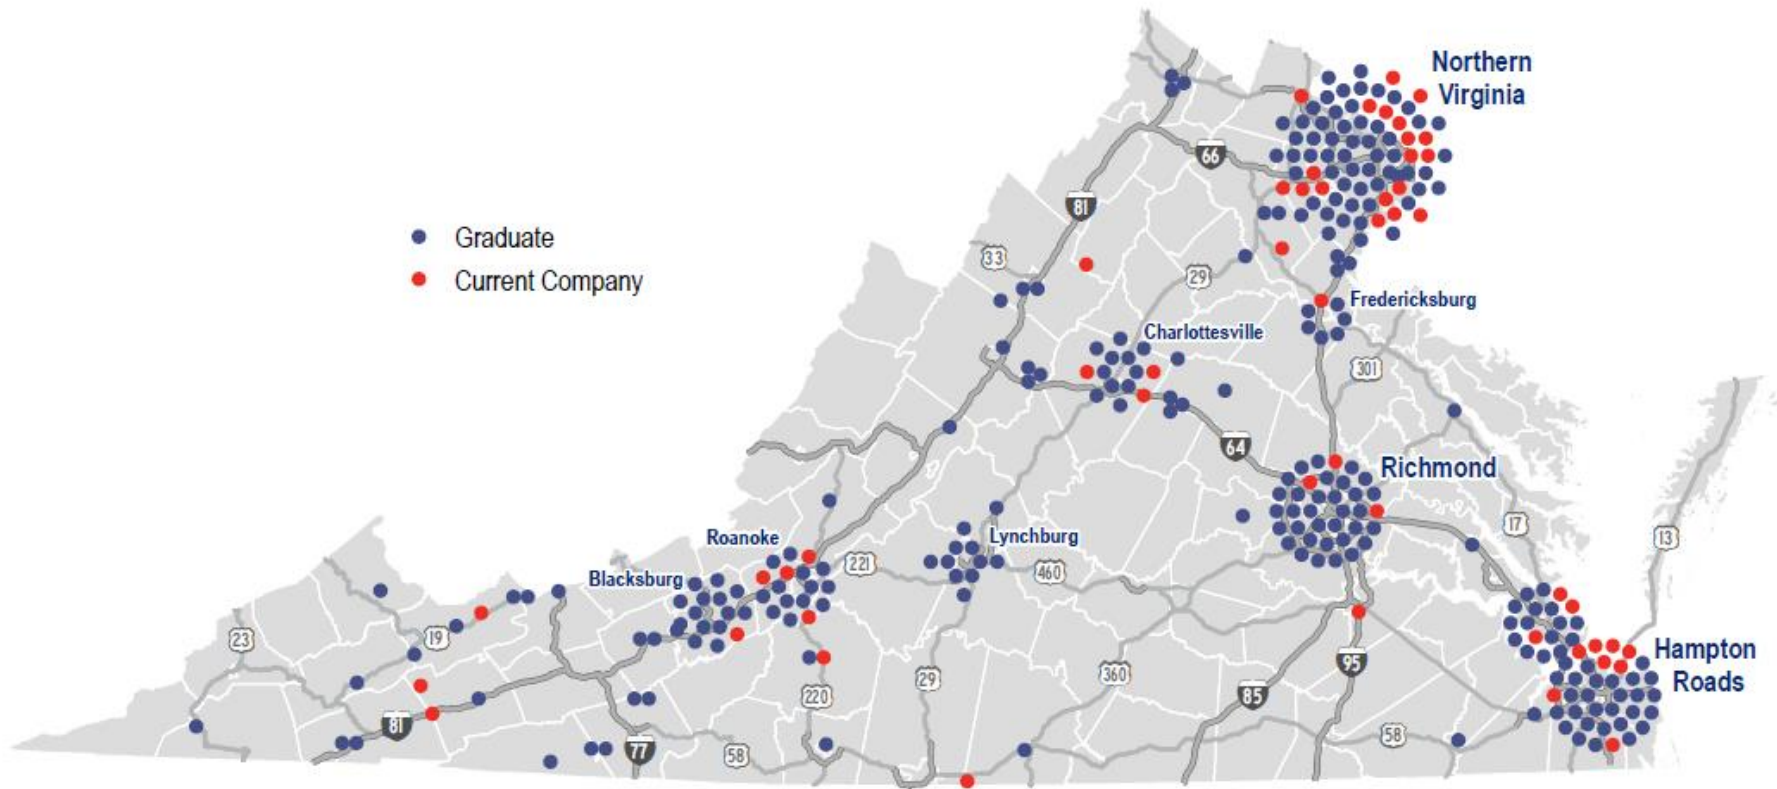 Northern
Virginia
66
81
Graduate
33
Current Company
29
Fredericksburg
Charlottesville
301
64
Richmond
17
Roanoke
Lynchburg
13
221
Blacksburg
460
23
19
Hampton
Roads
95
29
360
220
85
81
58
77
58